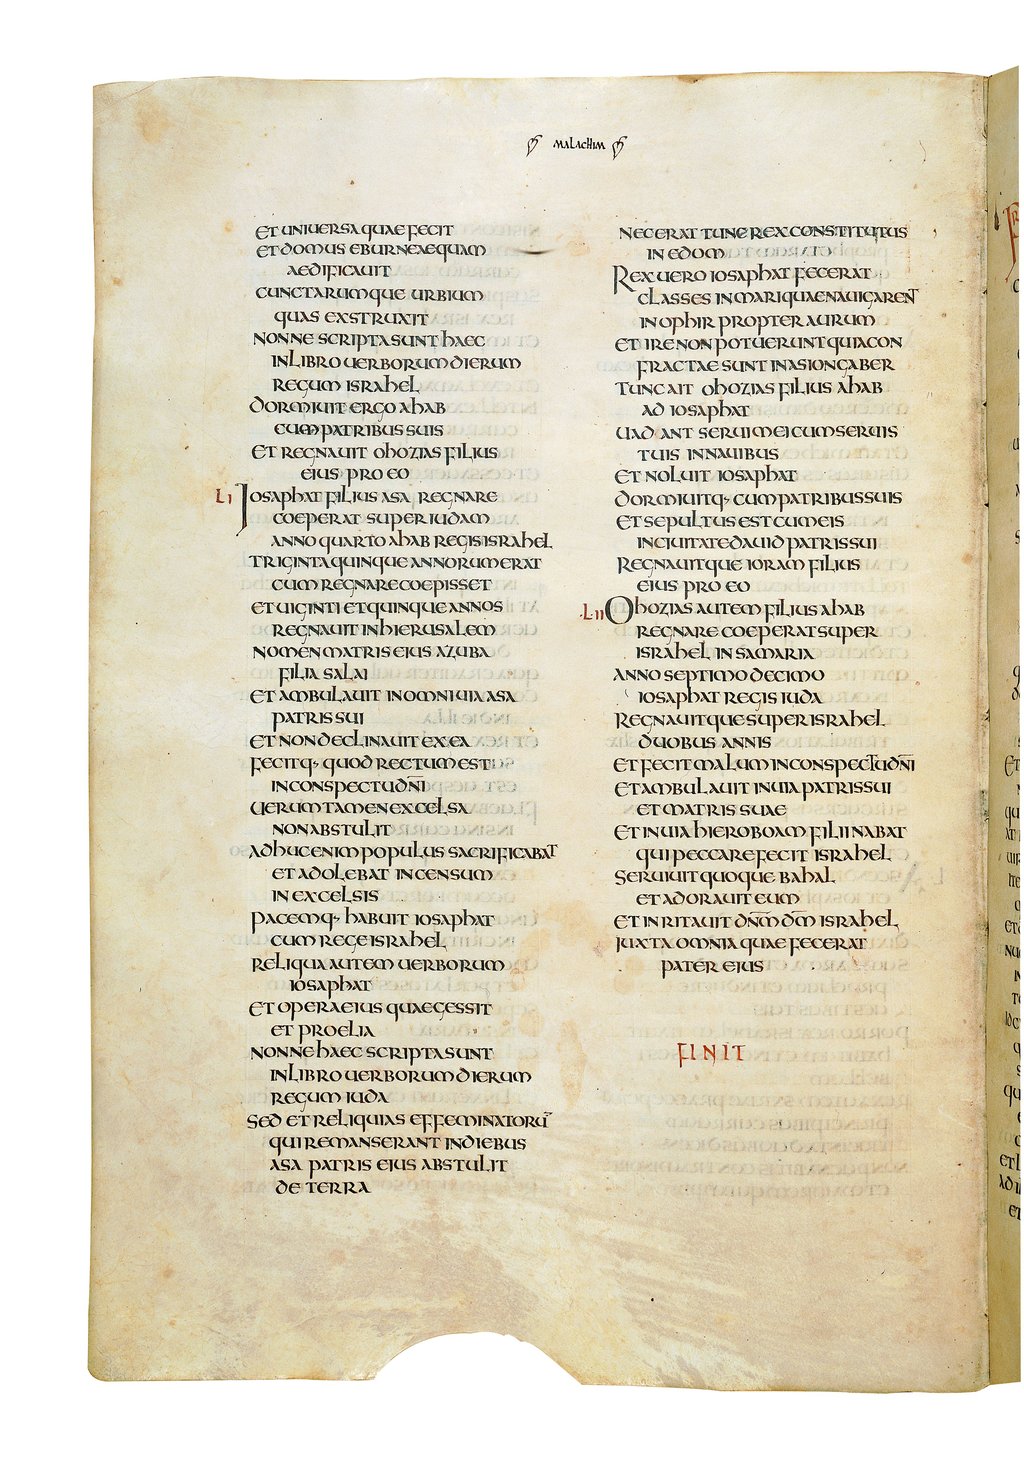 MALACHIM
ET UNIUERSA QUAE FECIT
ET DOMUS EBURNEAE QUAM
AEDIFICAUIT
CUNCTARUMQUE URBIUM
QUAS EXSTRUXIT
NONNE SCRIPTA SUNT HAEC
IN LIBRO UERBORUM DIERUM
REGUM ISRAHEL
DORMIUIT ERGO AHAB
CUM PATRIBUS SUIS
ET REGNAUIT OHOZIAS FILIUS
EIUS PRO EO
LI IOSAPHAT FILIUS ASA REGNARE
COEPERAT SUPER IUDAM
ANNO QUARTO AHAB REGIS ISRAHEL
TRIGINTA QUINQUE ANNORUM ERAT
CUM REGNARE COEPISSET
ET UIGINTI ET QUINQUE ANNOS
REGNAUIT IN HIERUSALEM
NOMEN MATRIS EIUS AZUBA
FILIA SALAI
ET AMBULAUIT IN OMNI UIA ASA
PATRIS SUI
ET NON DECLINAUIT EX EA
FECITQ· QUOD RECTUM EST
IN CONSPECTU DN̅I
UERUMTAMEN EXCELSA
NON ABSTULIT
ADHUC ENIM POPULUS SACRIFICABAT
ET ADOLEBAT INCENSUM
IN EXCELSIS
PACEMQ· HABUIT IOSAPHAT
CUM REGE ISRAHEL
RELIQUA AUTEM UERBORUM
IOSAPHAT
ET OPERA EIUS QUAE GESSIT
ET PROELIA
NONNE HAEC SCRIPTA SUNT
IN LIBRO UERBORUM DIERUM
REGUM IUDA
SED ET RELIQUIAS EFFEMINATORU̅
QUI REMANSERANT IN DIEBUS
ASA PATRIS EIUS ABSTULIT
DE TERRA
NEC ERAT TUNE REX CONSTITUTUS
IN EDOM
REX UERO IOSAPHAT FECERAT
CLASSES IN MARI QUAE NAUIGARENT
IN OPHIR PROPTER AURUM
ET IRE NON POTUERUNT QUIA CON
FRACTAE SUNT IN ASIONGABER
TUNC AIT OHOZIAS FILIUS AHAB
AD IOSAPHAT
UADANT SERUI MEI CUM SERUIS
TUIS IN NAUIBUS
ET NOLUIT IOSAPHAT
DORMIUITQ· CUM PATRIBUS SUIS
ET SEPULTUS EST CUM EIS
IN CIUITATE DAUID PATRIS SUI
REGNAUITQUE IORAM FILIUS
EIUS PRO EO
LII OHOZIAS AUTEM FILIUS AHAB
REGNARE COEPERAT SUPER
ISRAHEL IN SAMARIA
ANNO SEPTIMO DECIMO
IOSAPHAT REGIS IUDA
REGNAUITQUE SUPER ISRAHEL
DUOBUS ANNIS
ET FECIT MALUM IN CONSPECTU DN̅I
ET AMBULAUIT IN UIA PATRIS SUI
ET MATRIS SUAE
ET IN UIA HIEROBOAM FILII NABAT
QUI PECCARE FECIT ISRAHEL
SERUIUIT QUOQUE BAHAL
ET ADORAUIT EUM
ET INRITAUIT DN̅M DM̅ ISRAHEL
IUXTA OMNIA QUAE FECERAT
PATER EIUS
FINIT